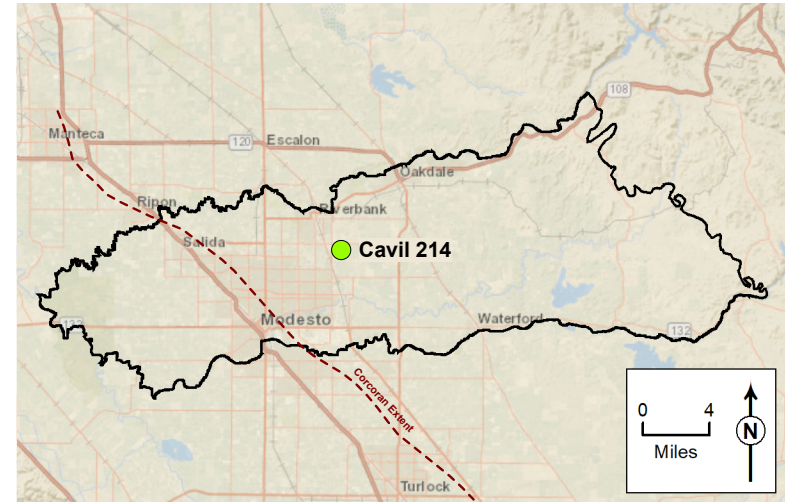 108
Manteca
120
Escalon
Oakdale
Ripon
Riverbank
Salida
Cavil 214
132
Modesto
Waterford
132
Corcoran Extent
0 4
Miles
N
Turlock